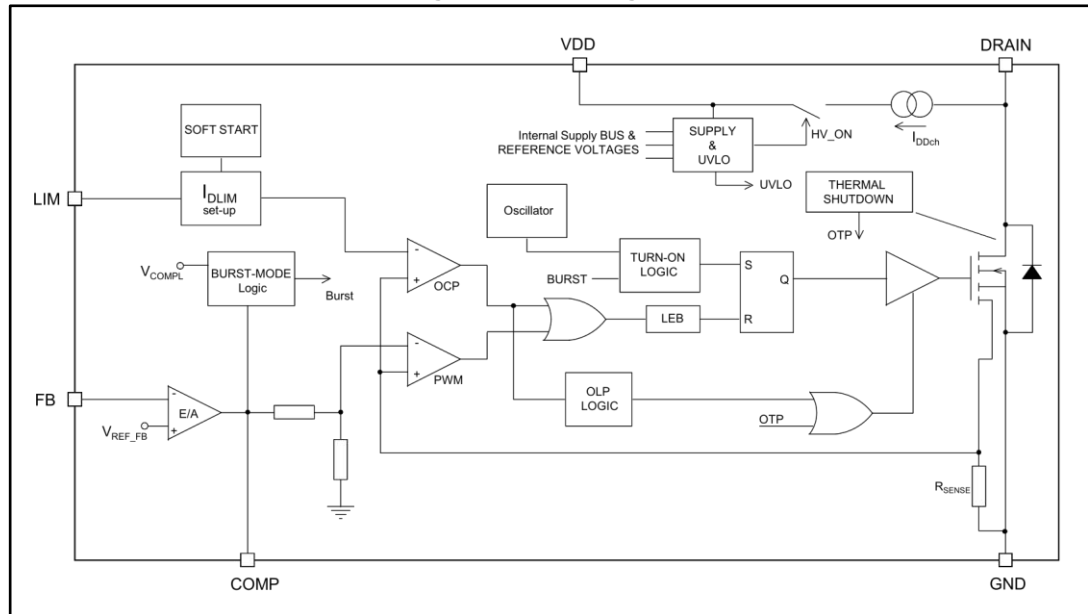 VDD
DRAIN
SOFT START
Internal Supply BUS &
REFERENCE VOLTAGES
SUPPLY
&
UVLO
HV_ON
I_DDch
UVLO
LIM
I_DLIM
set-up
Oscillator
THERMAL
SHUTDOWN
OTP
V_COMPL
BURST-MODE
Logic
Burst
-
+
OCP
TURN-ON
LOGIC
BURST
S
Q
R
LEB
-
+
PWM
FB
-
E/A
+
V_REF_FB
OLP
LOGIC
OTP
R_SENSE
COMP
GND